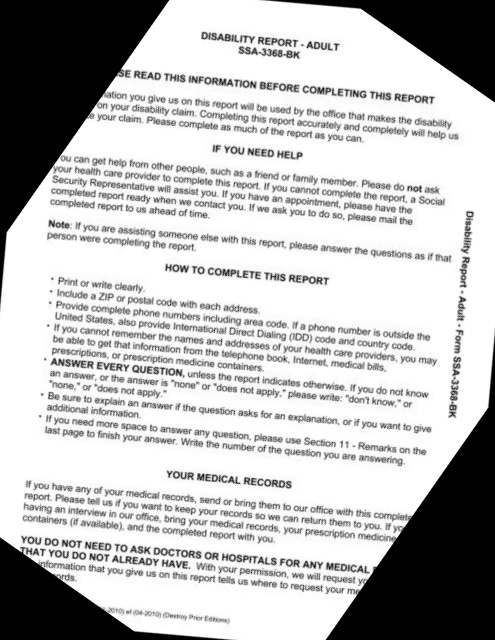 DISABILITY REPORT - ADULT
SSA-3368-BK
SE READ THIS INFORMATION BEFORE COMPLETING THIS REPORT
ation you give us on this report will be used by the office that makes the disability
on your disability claim. Completing this report accurately and completely will help us
e your claim. Please complete as much of the report as you can.
IF YOU NEED HELP
ou can get help from other people, such as a friend or family member. Please do not ask
your health care provider to complete this report. If you cannot complete the report, a Social
Security Representative will assist you. If you have an appointment, please have the
completed report ready when we contact you. If we ask you to do so, please mail the
completed report to us ahead of time.
Note: If you are assisting someone else with this report, please answer the questions as if that
person were completing the report.
HOW TO COMPLETE THIS REPORT
• Print or write clearly.
• Include a ZIP or postal code with each address.
• Provide complete phone numbers including area code. If a phone number is outside the
United States, also provide International Direct Dialing (IDD) code and country code.
• If you cannot remember the names and addresses of your health care providers, you may
be able to get that information from the telephone book, Internet, medical bills,
prescriptions, or prescription medicine containers.
• ANSWER EVERY QUESTION, unless the report indicates otherwise. If you do not know
an answer, or the answer is "none" or "does not apply," please write: "don't know," or
"none," or "does not apply."
• Be sure to explain an answer if the question asks for an explanation, or if you want to give
additional information.
• If you need more space to answer any question, please use Section 11 - Remarks on the
last page to finish your answer. Write the number of the question you are answering.
YOUR MEDICAL RECORDS
If you have any of your medical records, send or bring them to our office with this complete
report. Please tell us if you want to keep your records so we can return them to you. If yo
having an interview in our office, bring your medical records, your prescription medicine
containers (if available), and the completed report with you.
YOU DO NOT NEED TO ASK DOCTORS OR HOSPITALS FOR ANY MEDICAL
THAT YOU DO NOT ALREADY HAVE. With your permission, we will request yo
information that you give us on this report tells us where to request your me
ords.
-2010) ef (04-2010) (Destroy Prior Editions)
Disability Report - Adult - Form SSA-3368-BK